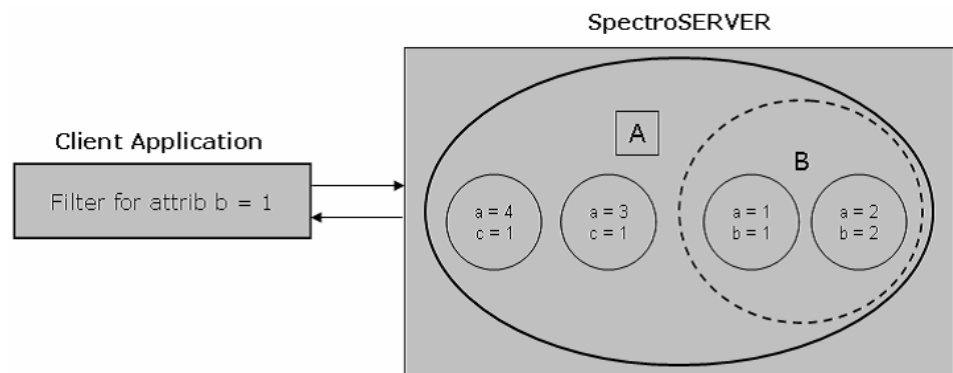 SpectroSERVER
Client Application
Filter for attrib b = 1
A
B
a = 4
c = 1
a = 3
c = 1
a = 1
b = 1
a = 2
b = 2